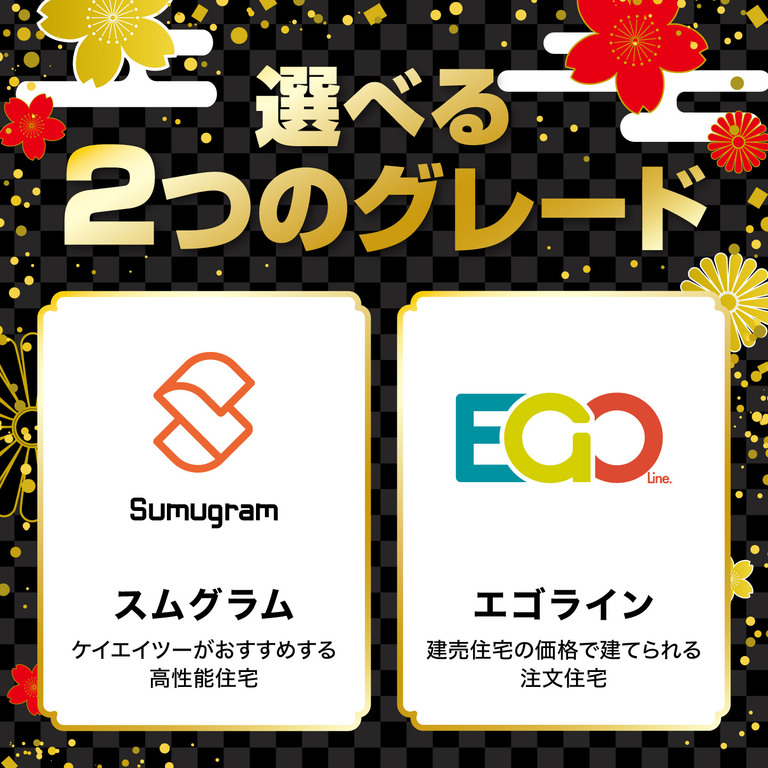 選べる
2つのグレード
Sumugram
スムグラム
ケイエイツーがおすすめする
高性能住宅
EGO
Line.
エゴライン
建売住宅の価格で建てられる
注文住宅